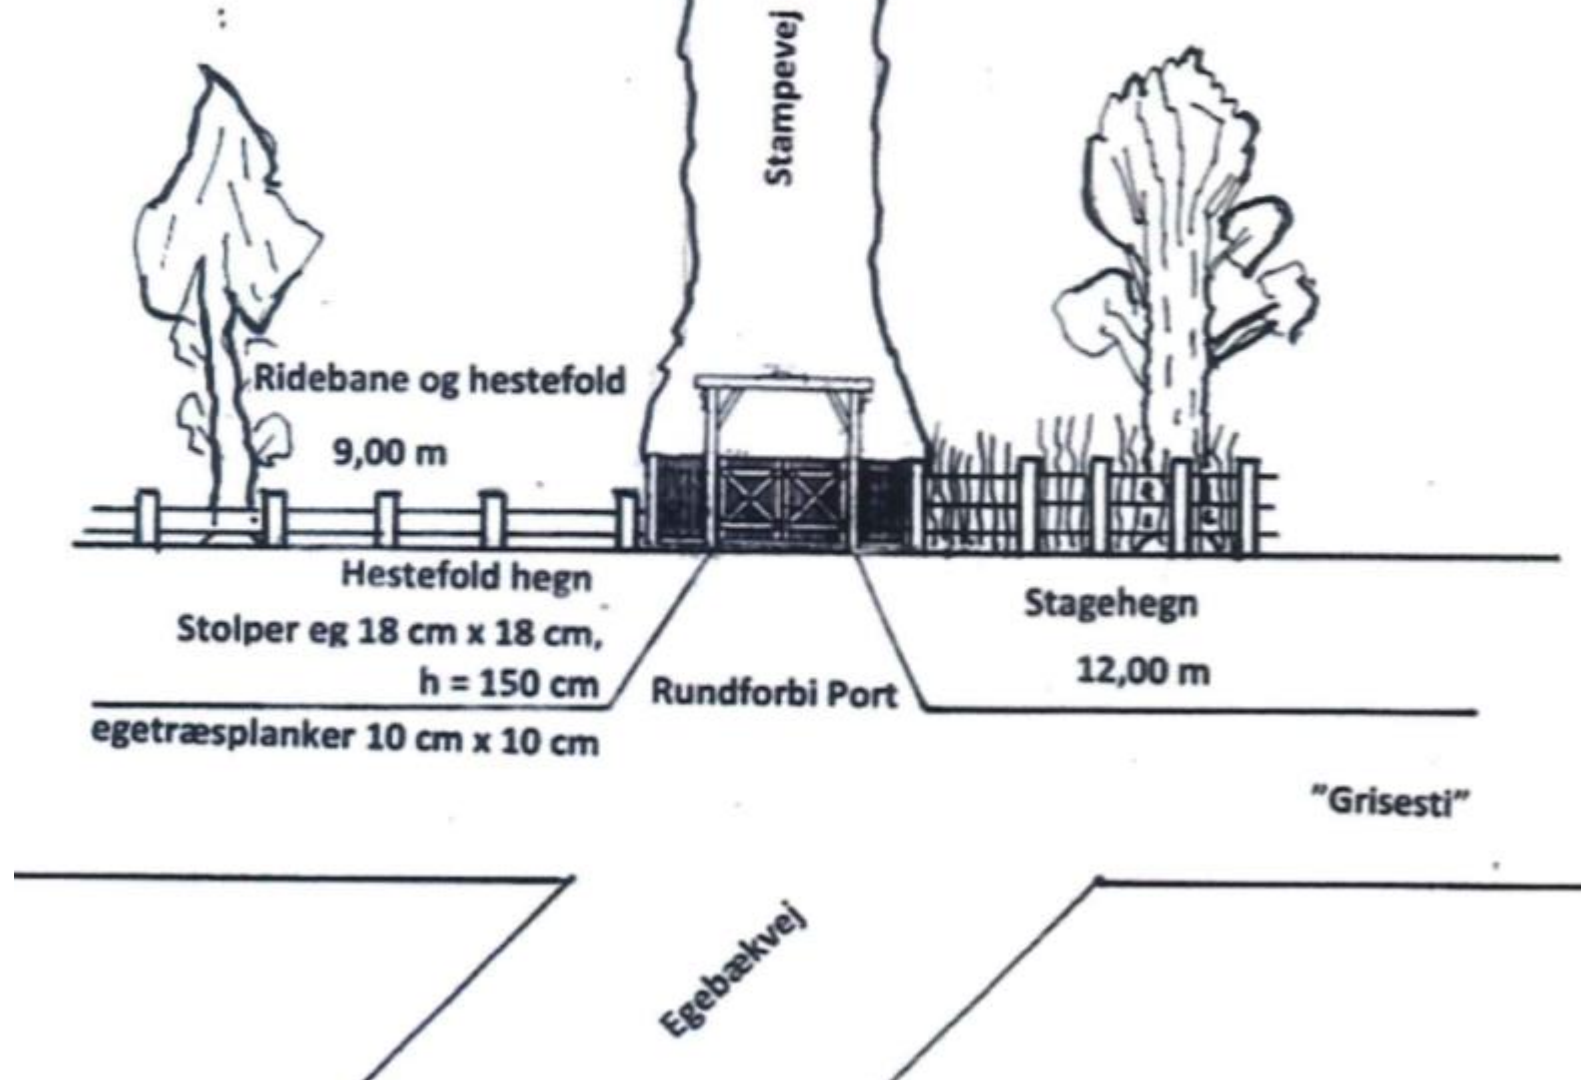 Stampevej
Ridebane og hestefold
9,00 m
Hestefold hegn
Stolper eg 18 cm x 18 cm,
h = 150 cm
egetræsplanker 10 cm x 10 cm
Rundforbi Port
Stagehegn
12,00 m
"Grisesti"
Egebækvej